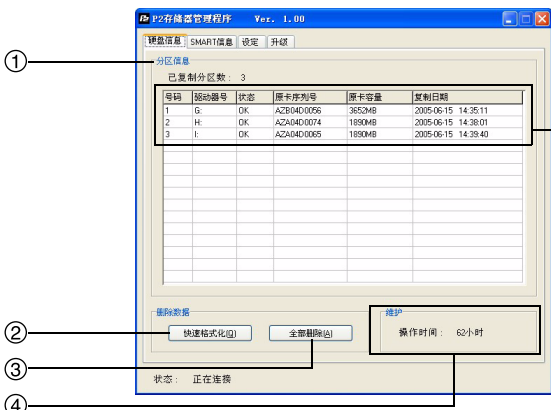 P2存储器管理程序 Ver. 1.00
硬盘信息 SMART信息 设定 升级
①
分区信息
已复制分区数: 3
号码 驱动器号 状态 原卡序列号 原卡容量 复制日期
1 G: OK AZB04D0056 3652MB 2005-06-15 14:35:11
2 H: OK AZA04D0074 1890MB 2005-06-15 14:38:01
3 I: OK AZA04D0065 1890MB 2005-06-15 14:39:40
删除数据 维护
② 快速格式化(Q) 全部删除(A) 操作时间: 62小时
③
状态: 正在连接
④